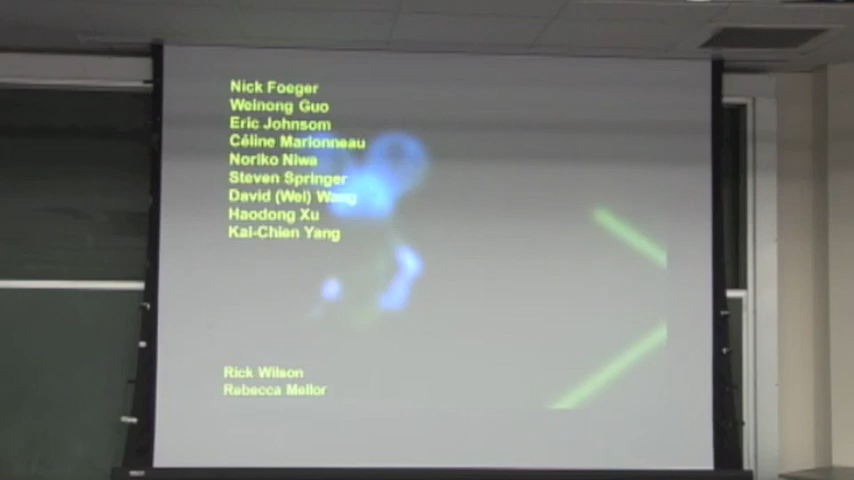 Nick Foeger
Weinong Guo
Eric Johnsom
Céline Marionneau
Noriko Niwa
Steven Springer
David (Wei) Wang
Haodong Xu
Kai-Chien Yang
Rick Wilson
Rebecca Mellor